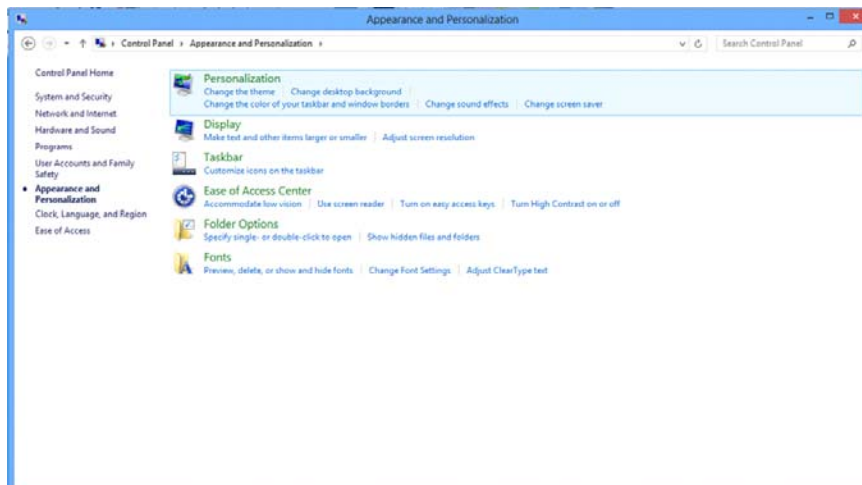 Appearance and Personalization
Control Panel Appearance and Personalization
Search Control Panel
Control Panel Home
System and Security
Network and Internet
Hardware and Sound
Programs
User Accounts and Family
Safety
Appearance and
Personalization
Clock, Language, and Region
Ease of Access
Personalization
Change the theme Change desktop background
Change the color of your taskbar and window borders Change sound effects Change screen saver
Display
Make text and other items larger or smaller Adjust screen resolution
Taskbar
Customize icons on the taskbar
Ease of Access Center
Accommodate low vision Use screen reader Turn on easy access keys Turn High Contrast on or off
Folder Options
Specify single- or double-click to open Show hidden files and folders
Fonts
Preview, delete, or show and hide fonts Change Font Settings Adjust ClearType text